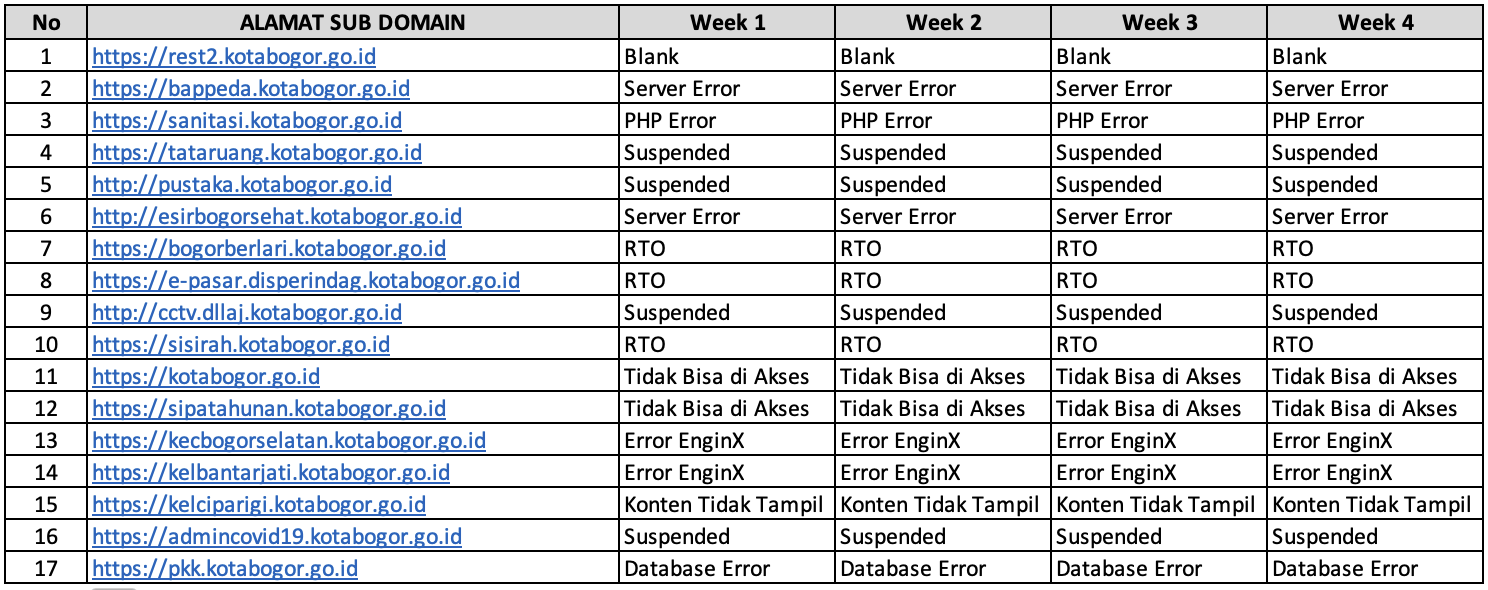 No ALAMAT SUB DOMAIN Week 1 Week 2 Week 3 Week 4
1 https://rest2.kotabogor.go.id Blank Blank Blank Blank
2 https://bappeda.kotabogor.go.id Server Error Server Error Server Error Server Error
3 https://sanitasi.kotabogor.go.id PHP Error PHP Error PHP Error PHP Error
4 https://tataruang.kotabogor.go.id Suspended Suspended Suspended Suspended
5 http://pustaka.kotabogor.go.id Suspended Suspended Suspended Suspended
6 http://esirbogorsehat.kotabogor.go.id Server Error Server Error Server Error Server Error
7 https://bogorberlari.kotabogor.go.id RTO RTO RTO RTO
8 https://e-pasar.disperindag.kotabogor.go.id RTO RTO RTO RTO
9 http://cctv.dllaj.kotabogor.go.id Suspended Suspended Suspended Suspended
10 https://sisirah.kotabogor.go.id RTO RTO RTO RTO
11 https://kotabogor.go.id Tidak Bisa di Akses Tidak Bisa di Akses Tidak Bisa di Akses Tidak Bisa di Akses
12 https://sipatahunan.kotabogor.go.id Tidak Bisa di Akses Tidak Bisa di Akses Tidak Bisa di Akses Tidak Bisa di Akses
13 https://kecbogorselatan.kotabogor.go.id Error EnginX Error EnginX Error EnginX Error EnginX
14 https://kelbantarjati.kotabogor.go.id Error EnginX Error EnginX Error EnginX Error EnginX
15 https://kelciparigi.kotabogor.go.id Konten Tidak Tampil Konten Tidak Tampil Konten Tidak Tampil Konten Tidak Tampil
16 https://admincovid19.kotabogor.go.id Suspended Suspended Suspended Suspended
17 https://pkk.kotabogor.go.id Database Error Database Error Database Error Database Error